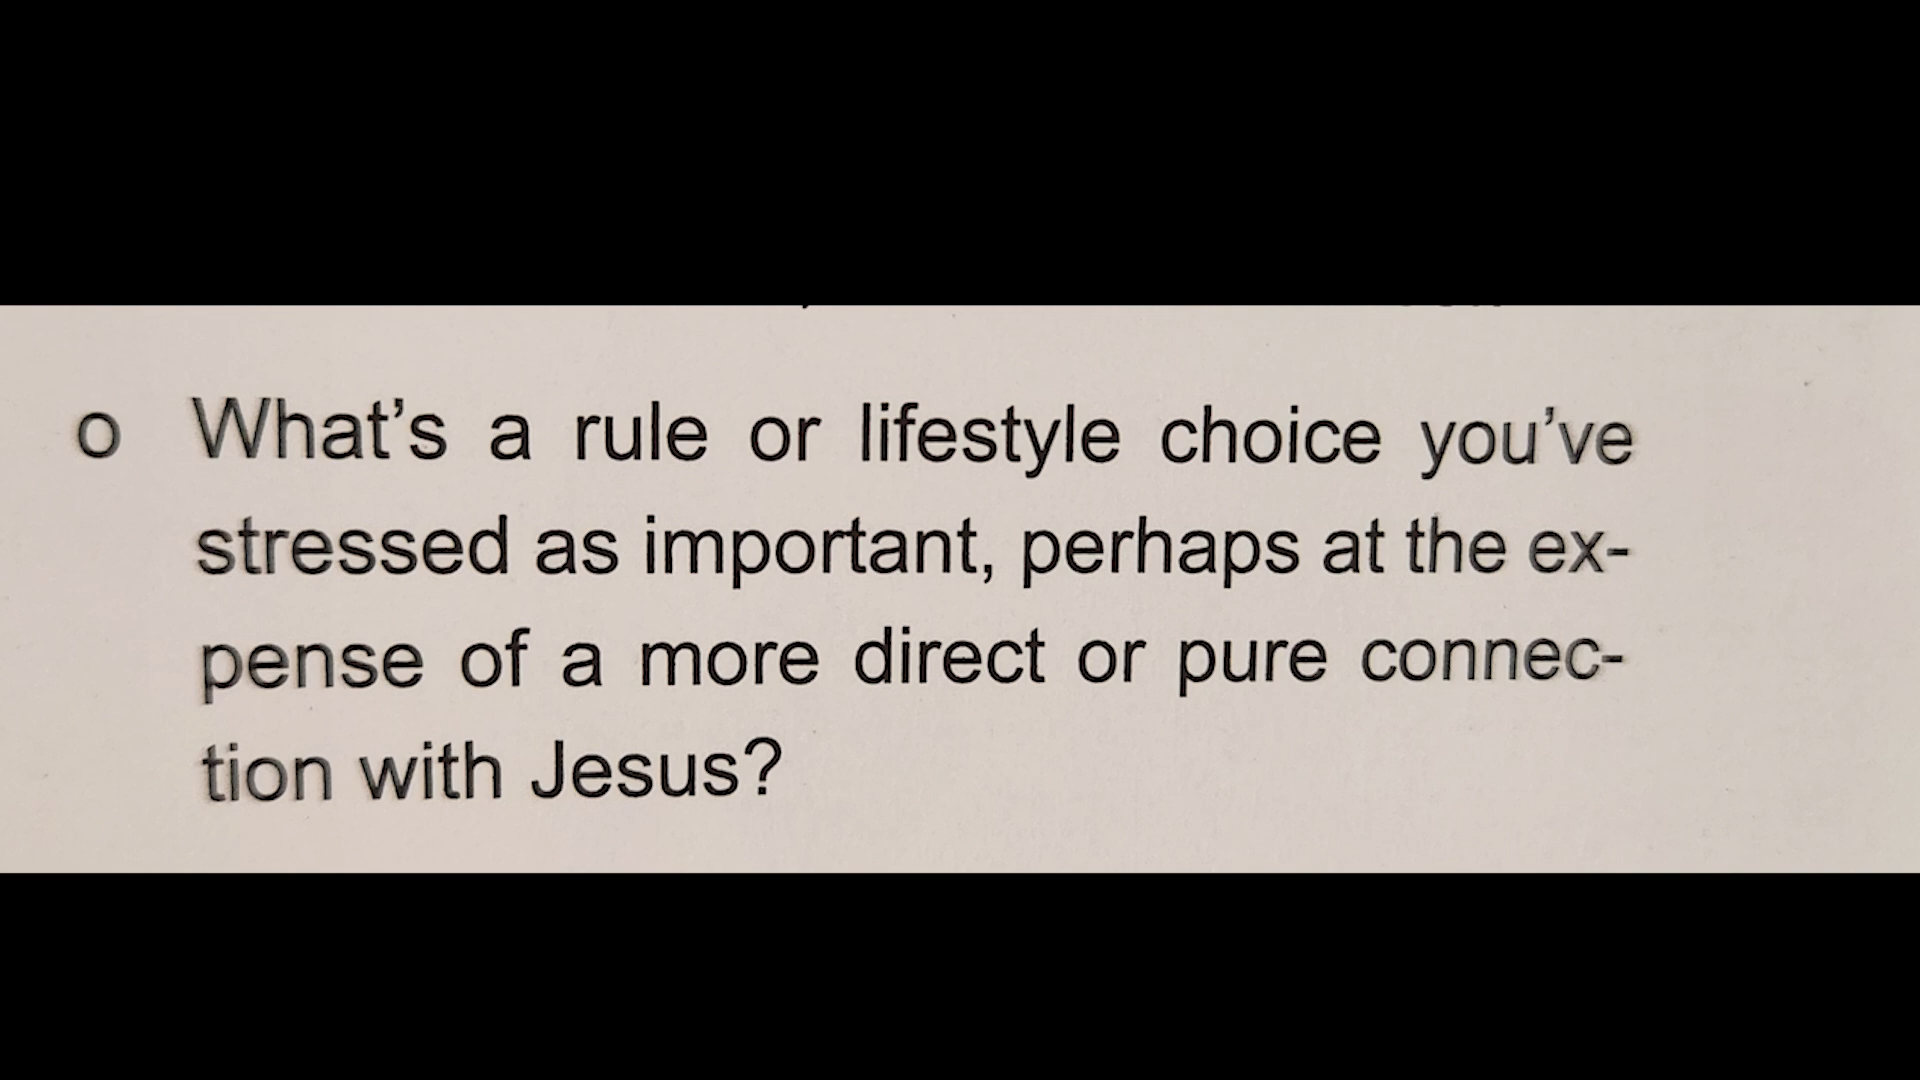 o What's a rule or lifestyle choice you've
stressed as important, perhaps at the ex-
pense of a more direct or pure connec-
tion with Jesus?